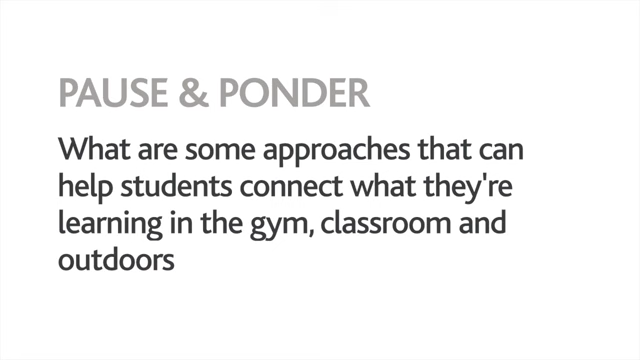 PAUSE & PONDER
What are some approaches that can
help students connect what they're
learning in the gym, classroom and
outdoors